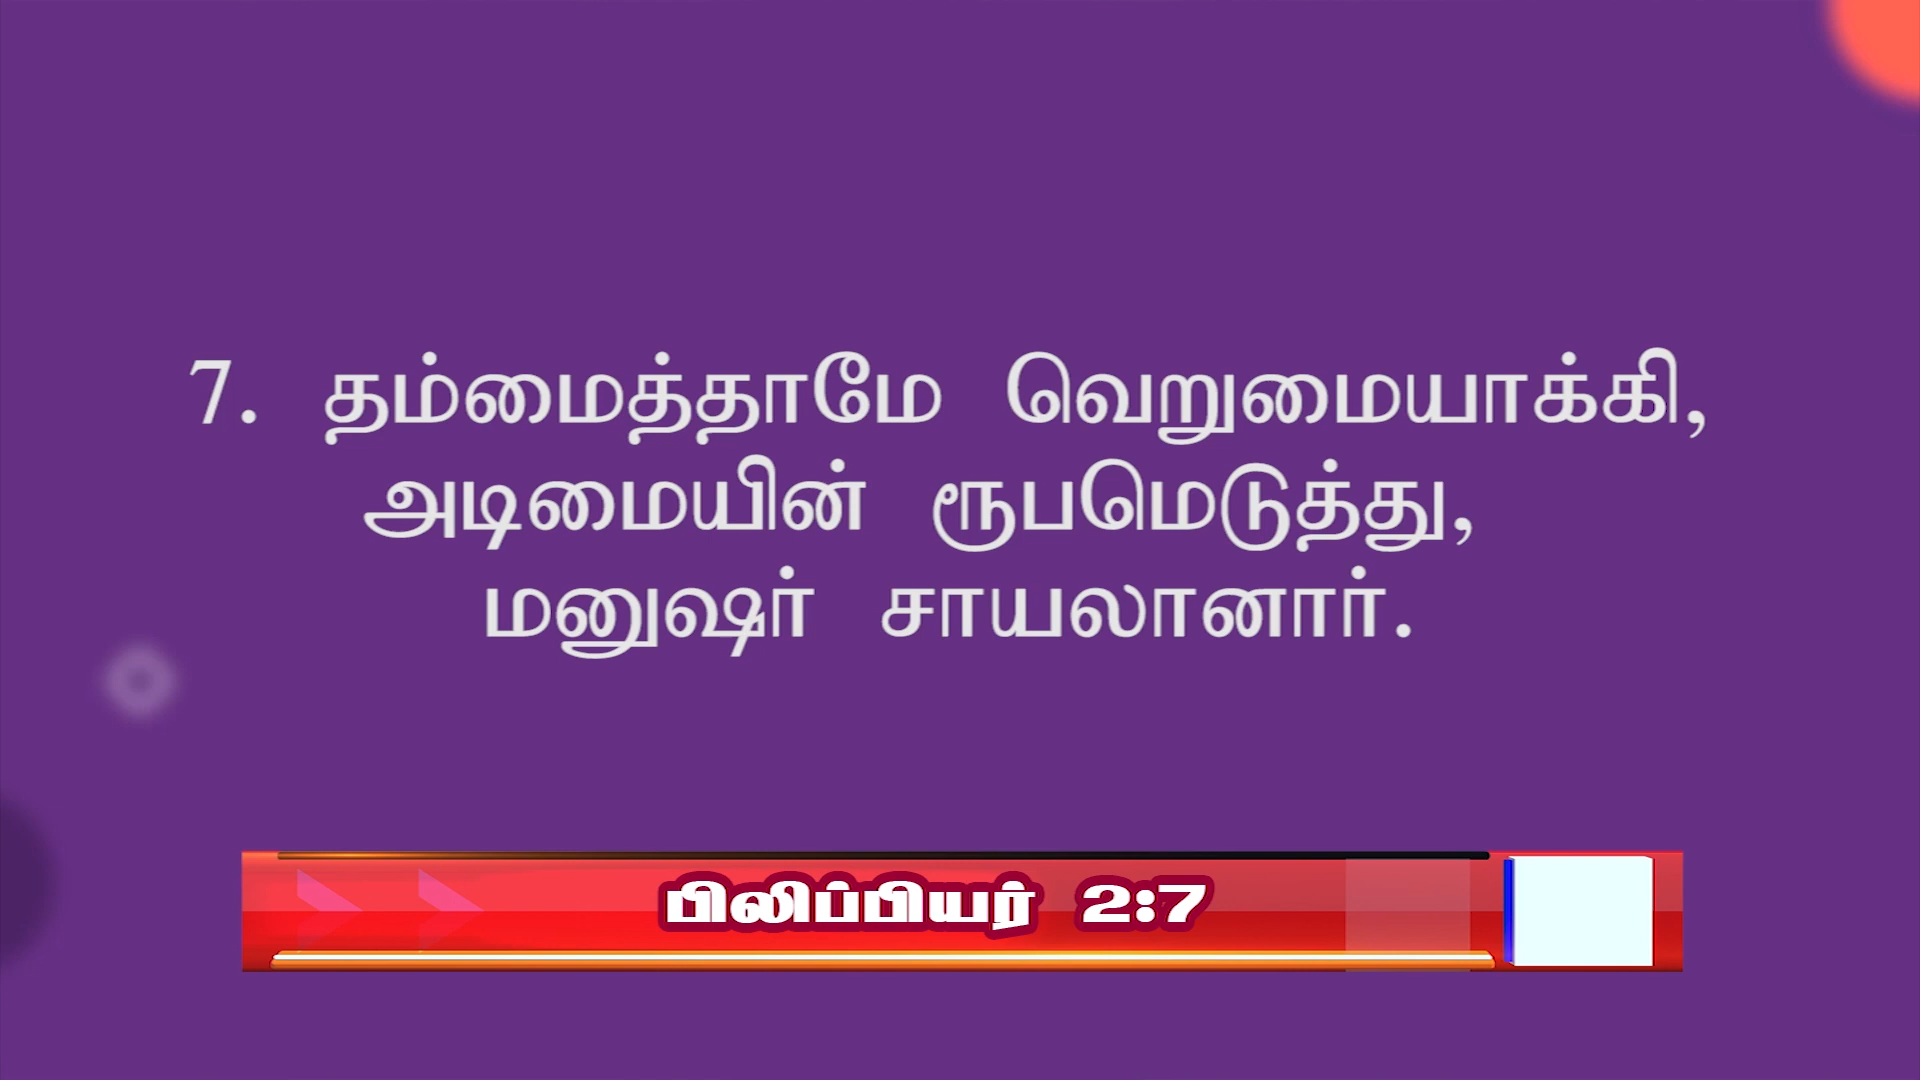 7. தம்மைத்தாமே வெறுமையாக்கி,
அடிமையின் ரூபமெடுத்து,
மனுஷர் சாயலானார்.
பிலிப்பியர் 2:7